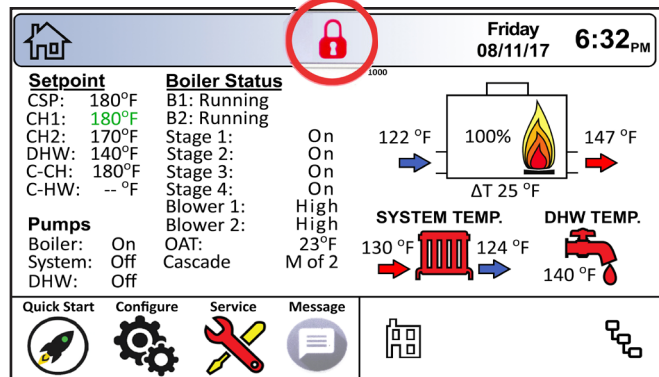 Friday
08/11/17
6:32PM
1000
Setpoint
CSP: 180°F
CH1: 180°F
CH2: 170°F
DHW: 140°F
C-CH: 180°F
C-HW: -- °F
Pumps
Boiler: On
System: Off
DHW: Off
Boiler Status
B1: Running
B2: Running
Stage 1: On
Stage 2: On
Stage 3: On
Stage 4: On
Blower 1: High
Blower 2: High
OAT: 23°F
Cascade M of 2
122 °F
100%
147 °F
ΔT 25 °F
SYSTEM TEMP.
130 °F
124 °F
DHW TEMP.
140 °F
Quick Start
Configure
Service
Message